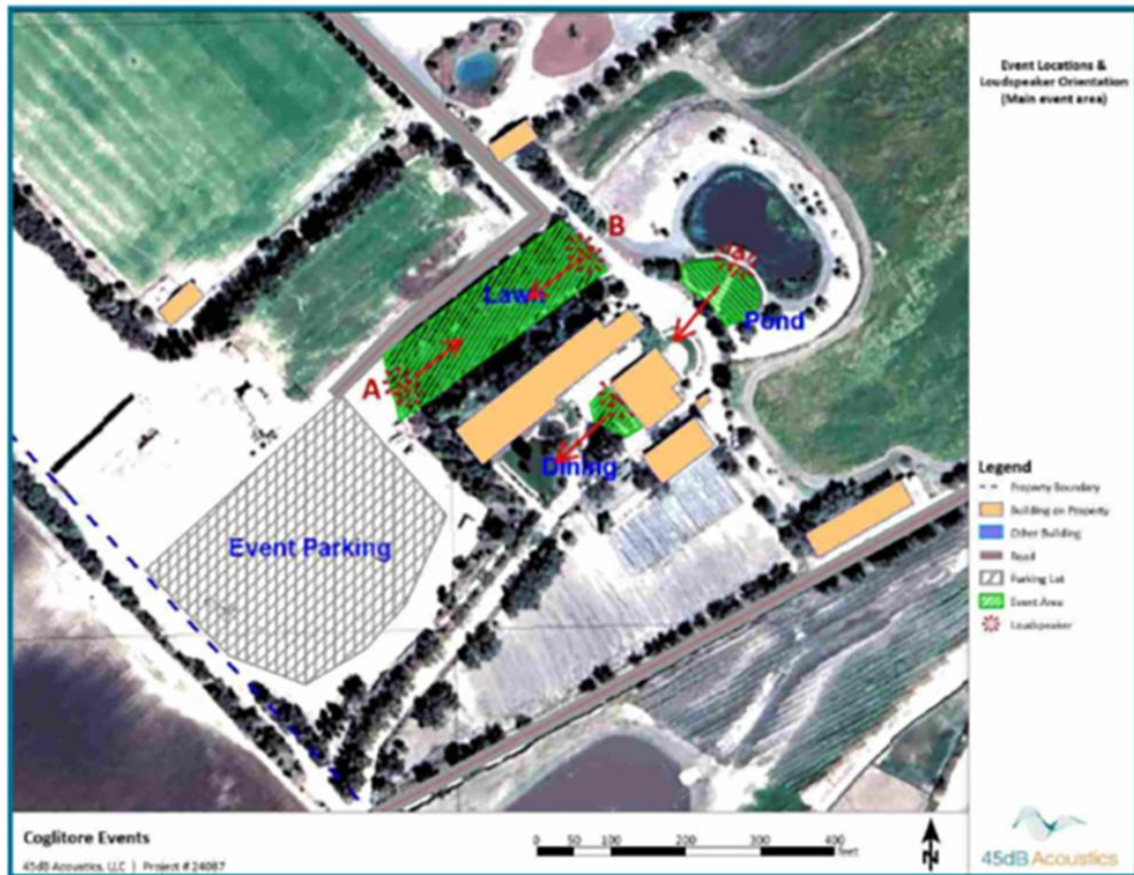 Event Locations &
Loudspeaker Orientation
(Main event area)
B
Lawn
Pond
A
Dining
Event Parking
Legend
Property Boundary
Building on Property
Other Building
Road
Parking Lot
Event Area
Loudspeaker
Coglitore Events
45dB Acoustics, LLC | Project # 24087
0 50 100 200 300 400
feet
N
45dB Acoustics